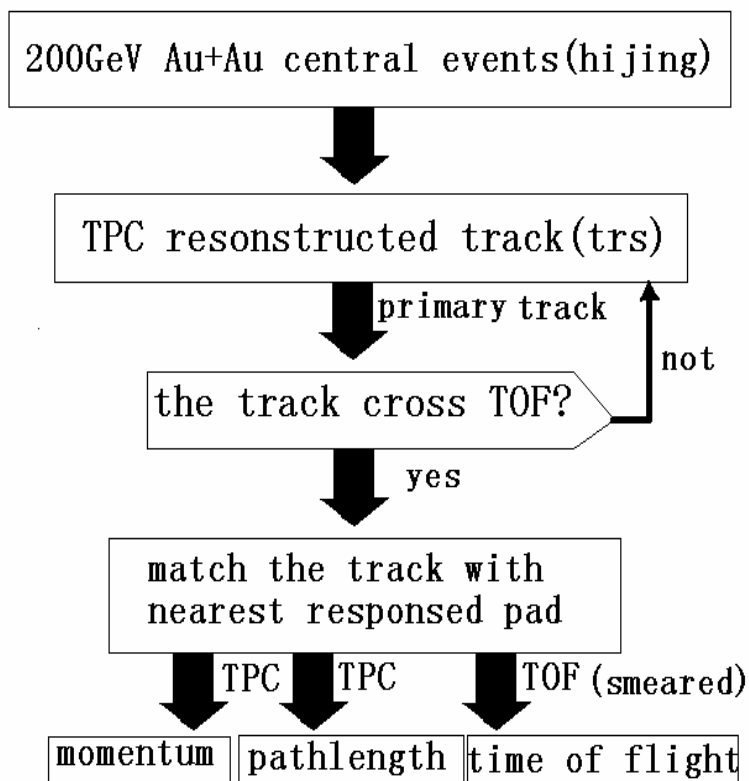 200GeV Au+Au central events(hijing)
TPC resonstructed track(trs)
primary track
not
the track cross TOF?
yes
match the track with
nearest responsed pad
TPC TPC TOF (smeared)
momentum pathlength time of flight